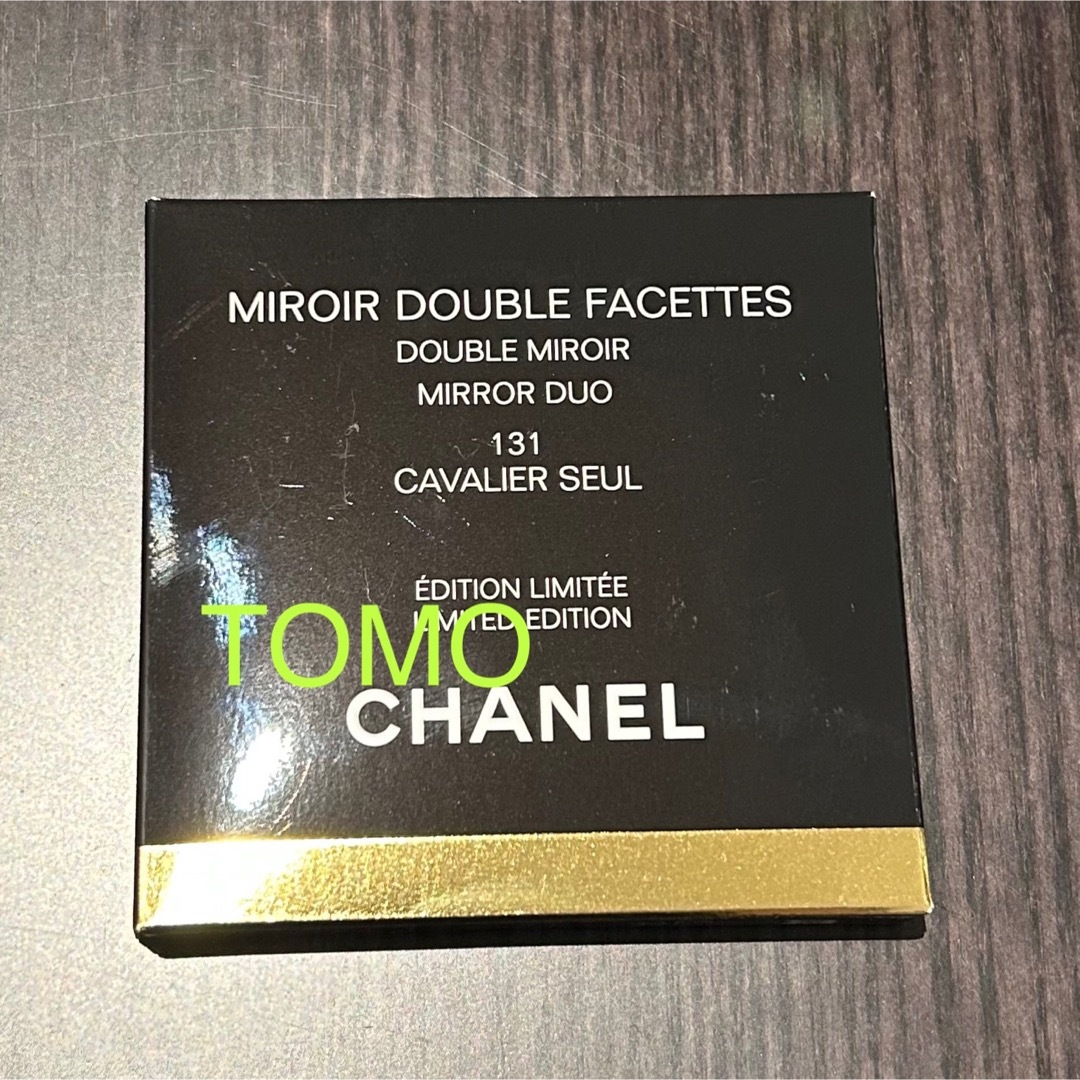 MIROIR DOUBLE FACETTES
DOUBLE MIROIR
MIRROR DUO
131
CAVALIER SEUL
ÉDITION LIMITÉE
LIMITED EDITION
TOMO
CHANEL